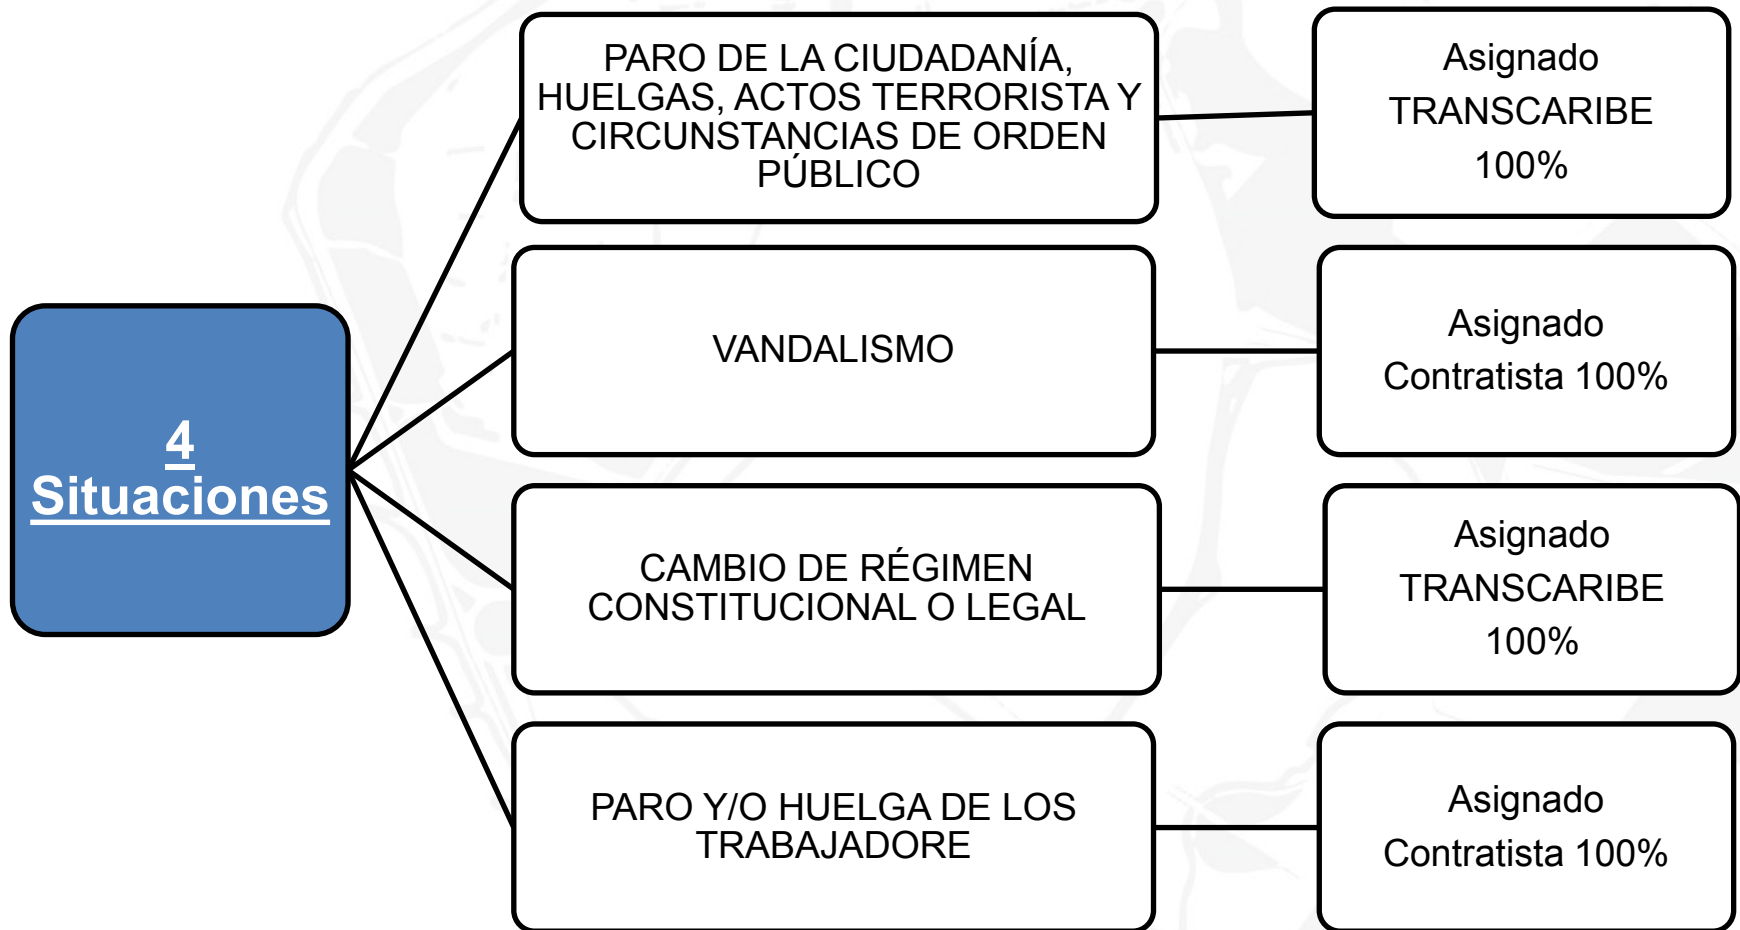 4
Situaciones
PARO DE LA CIUDADANÍA,
HUELGAS, ACTOS TERRORISTA Y
CIRCUNSTANCIAS DE ORDEN
PÚBLICO
Asignado
TRANSCARIBE
100%
VANDALISMO
Asignado
Contratista 100%
CAMBIO DE RÉGIMEN
CONSTITUCIONAL O LEGAL
Asignado
TRANSCARIBE
100%
PARO Y/O HUELGA DE LOS
TRABAJADORE
Asignado
Contratista 100%